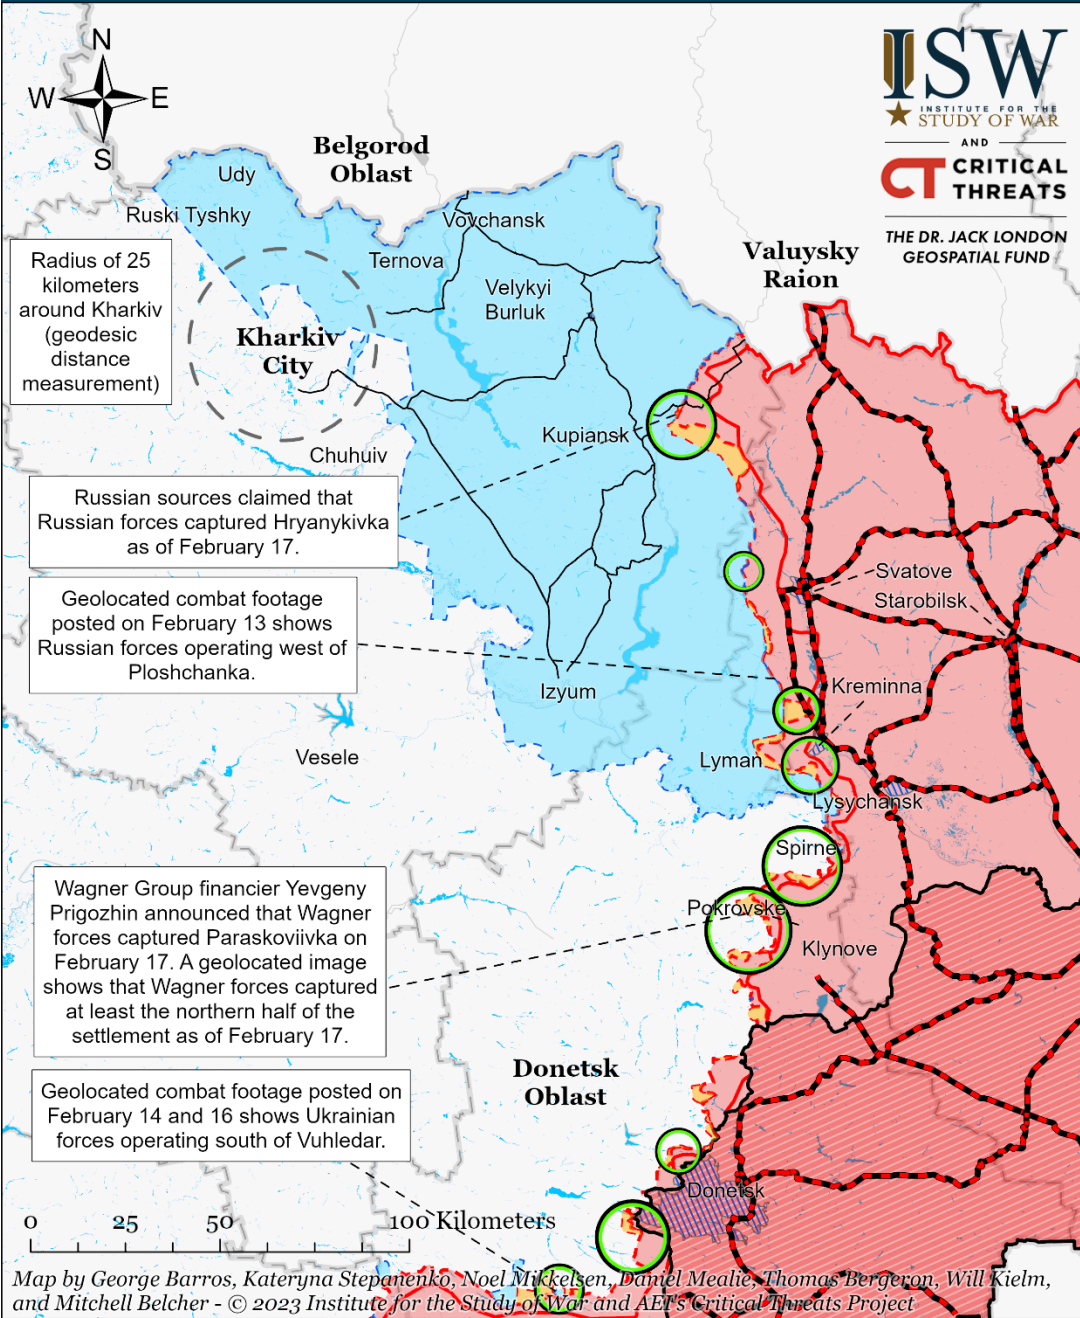 N
W E
S
ISW
INSTITUTE FOR THE
STUDY OF WAR
AND
CT CRITICAL
THREATS
THE DR. JACK LONDON
GEOSPATIAL FUND
Belgorod
Oblast
Udy
Ruski Tyshky
Vovchansk
Ternova
Valuysky
Raion
Velykyi
Burluk
Radius of 25
kilometers
around Kharkiv
(geodesic
distance
measurement)
Kharkiv
City
Kupiansk
Chuhuiv
Russian sources claimed that
Russian forces captured Hryanykivka
as of February 17.
Svatove
Starobilsk
Geolocated combat footage
posted on February 13 shows
Russian forces operating west of
Ploshchanka.
Izyum
Kreminna
Vesele
Lyman
Lysychansk
Spirne
Pokrovske
Klynove
Wagner Group financier Yevgeny
Prigozhin announced that Wagner
forces captured Paraskoviivka on
February 17. A geolocated image
shows that Wagner forces captured
at least the northern half of the
settlement as of February 17.
Donetsk
Oblast
Geolocated combat footage posted on
February 14 and 16 shows Ukrainian
forces operating south of Vuhledar.
Donetsk
0 25 50 100 Kilometers
Map by George Barros, Kateryna Stepanenko, Noel Mikkelsen, Daniel Mealie, Thomas Bergeron, Will Kielm,
and Mitchell Belcher - © 2023 Institute for the Study of War and AEI's Critical Threats Project